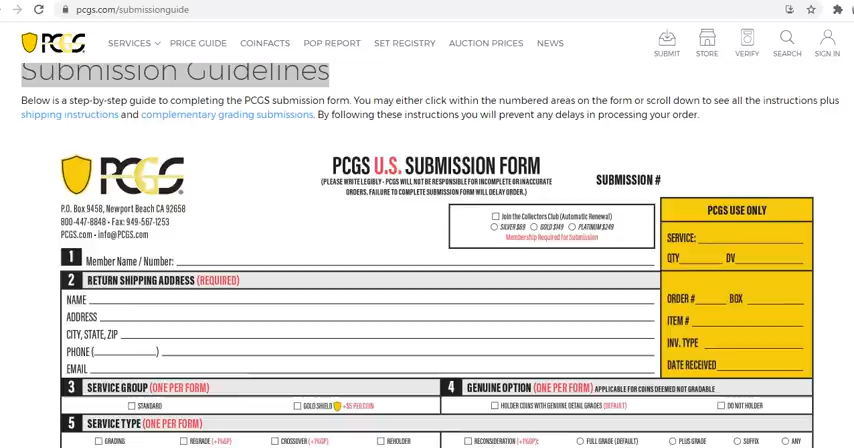 pcgs.com/submissionguide
PCGS SERVICES PRICE GUIDE COINFACTS POP REPORT SET REGISTRY AUCTION PRICES NEWS SUBMIT STORE VERIFY SEARCH SIGN IN
Submission Guidelines
Below is a step-by-step guide to completing the PCGS submission form. You may either click within the numbered areas on the form or scroll down to see all the instructions plus
shipping instructions and complementary grading submissions. By following these instructions you will prevent any delays in processing your order.
PCGS
PCGS U.S. SUBMISSION FORM
(PLEASE WRITE LEGIBLY - PCGS WILL NOT BE RESPONSIBLE FOR INCOMPLETE OR INACCURATE
ORDERS. FAILURE TO COMPLETE SUBMISSION FORM WILL DELAY ORDER.)
SUBMISSION #
P.O. Box 9458, Newport Beach CA 92658
800-447-8848 • Fax: 949-567-1253
PCGS.com • info@PCGS.com
Join the Collectors Club (Automatic Renewal)
SILVER $69 GOLD $149 PLATINUM $249
Membership Required for Submission
PCGS USE ONLY
SERVICE:
QTY DV
ORDER # BOX
ITEM #
INV. TYPE
DATE RECEIVED
1 Member Name / Number:
2 RETURN SHIPPING ADDRESS (REQUIRED)
NAME
ADDRESS
CITY, STATE, ZIP
PHONE ( )
EMAIL
3 SERVICE GROUP (ONE PER FORM)
STANDARD GOLD SHIELD +$5 PER COIN
4 GENUINE OPTION (ONE PER FORM) APPLICABLE FOR COINS DEEMED NOT GRADABLE
HOLDER COINS WITH GENUINE DETAIL GRADES (DEFAULT) DO NOT HOLDER
5 SERVICE TYPE (ONE PER FORM)
GRADING REGRADE (+1%GP) CROSSOVER (+1%GP) REHOLDER RECONSIDERATION (+1%GP): FULL GRADE (DEFAULT) PLUS GRADE SUFFIX ANY